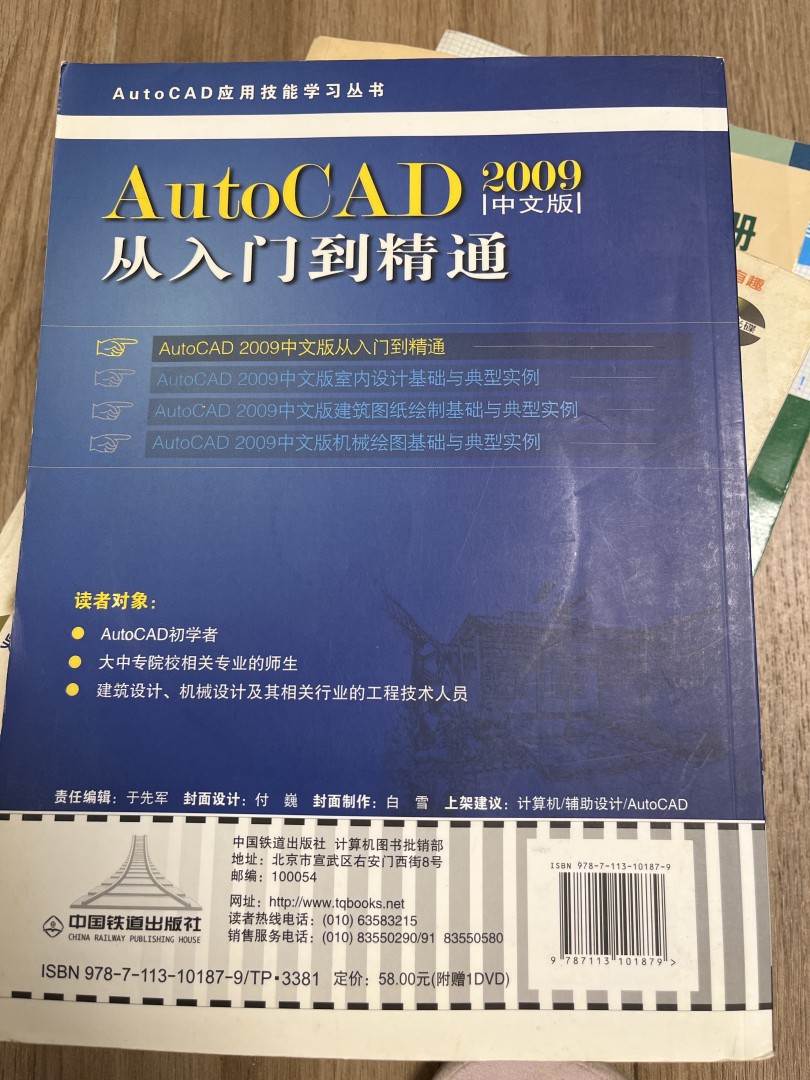 AutoCAD应用技能学习丛书
AutoCAD 2009
中文版
从入门到精通
AutoCAD 2009中文版从入门到精通
AutoCAD 2009中文版室内设计基础与典型实例
AutoCAD 2009中文版建筑图纸绘制基础与典型实例
AutoCAD 2009中文版机械绘图基础与典型实例
读者对象：
AutoCAD初学者
大中专院校相关专业的师生
建筑设计、机械设计及其相关行业的工程技术人员
责任编辑：于先军 封面设计：付 巍 封面制作：白 雪 上架建议：计算机/辅助设计/AutoCAD
中国铁道出版社 计算机图书批销部
地址：北京市宣武区右安门西街8号
邮编：100054
网址：http://www.tqbooks.net
读者热线电话：(010) 63583215
销售服务电话：(010) 83550290/91 83550580
中国铁道出版社
CHINA RAILWAY PUBLISHING HOUSE
ISBN 978-7-113-10187-9/TP·3381 定价：58.00元(附赠1DVD)
ISBN 978-7-113-10187-9
9 787113 101879 >
册
有趣